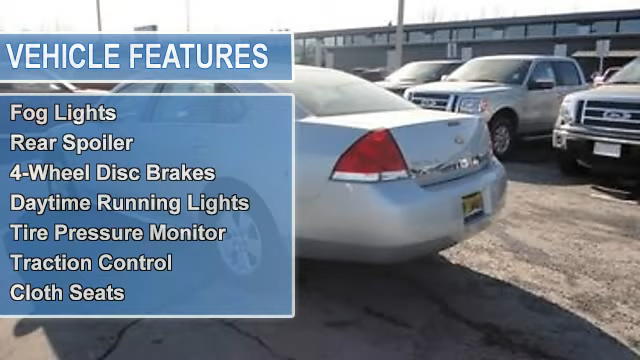 VEHICLE FEATURES
Fog Lights
Rear Spoiler
4-Wheel Disc Brakes
Daytime Running Lights
Tire Pressure Monitor
Traction Control
Cloth Seats